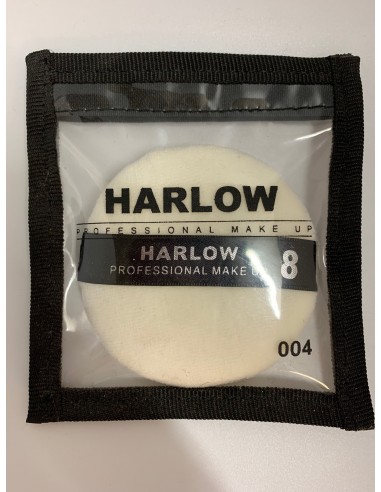 HARLOW
PROFESSIONAL MAKE UP
HARLOW
PROFESSIONAL MAKE U
8
004